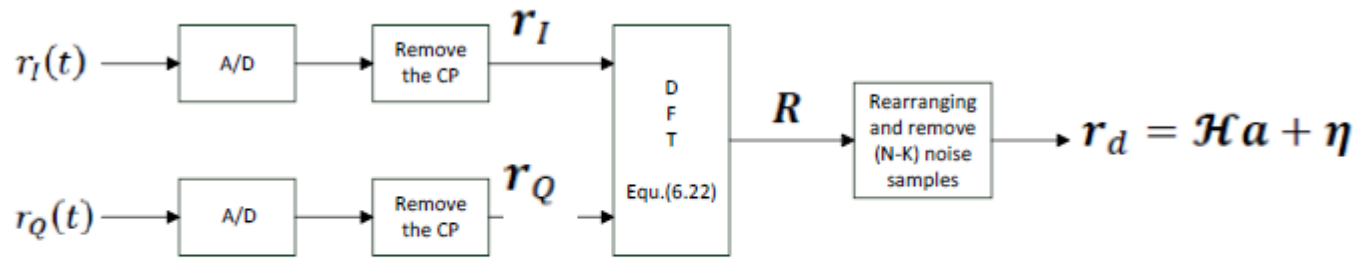 r_I(t)
A/D
Remove
the CP
r_I
D
F
T
Equ.(6.22)
R
Rearranging
and remove
(N-K) noise
samples
r_d = ℋa + η
r_Q(t)
A/D
Remove
the CP
r_Q